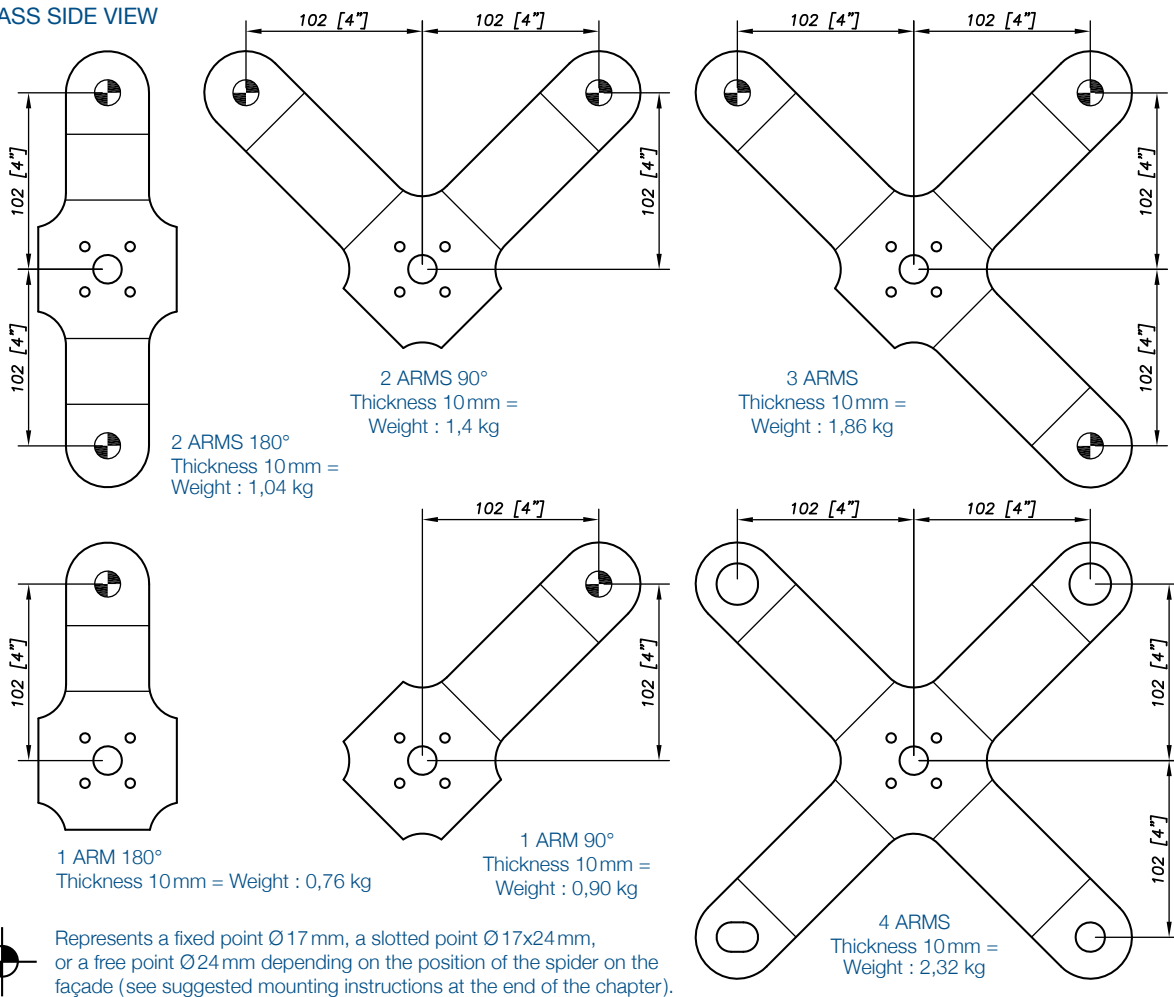 ASS SIDE VIEW
102 [4"]
102 [4"]
102 [4"]
102 [4"]
102 [4"]
102 [4"]
102 [4"]
102 [4"]
102 [4"]
2 ARMS 90°
Thickness 10 mm =
Weight : 1,4 kg
3 ARMS
Thickness 10 mm =
Weight : 1,86 kg
2 ARMS 180°
Thickness 10 mm =
Weight : 1,04 kg
102 [4"]
102 [4"]
102 [4"]
102 [4"]
102 [4"]
102 [4"]
102 [4"]
1 ARM 180°
Thickness 10 mm = Weight : 0,76 kg
1 ARM 90°
Thickness 10 mm =
Weight : 0,90 kg
4 ARMS
Thickness 10 mm =
Weight : 2,32 kg
Represents a fixed point Ø 17 mm, a slotted point Ø 17x24 mm,
or a free point Ø 24 mm depending on the position of the spider on the
façade (see suggested mounting instructions at the end of the chapter).